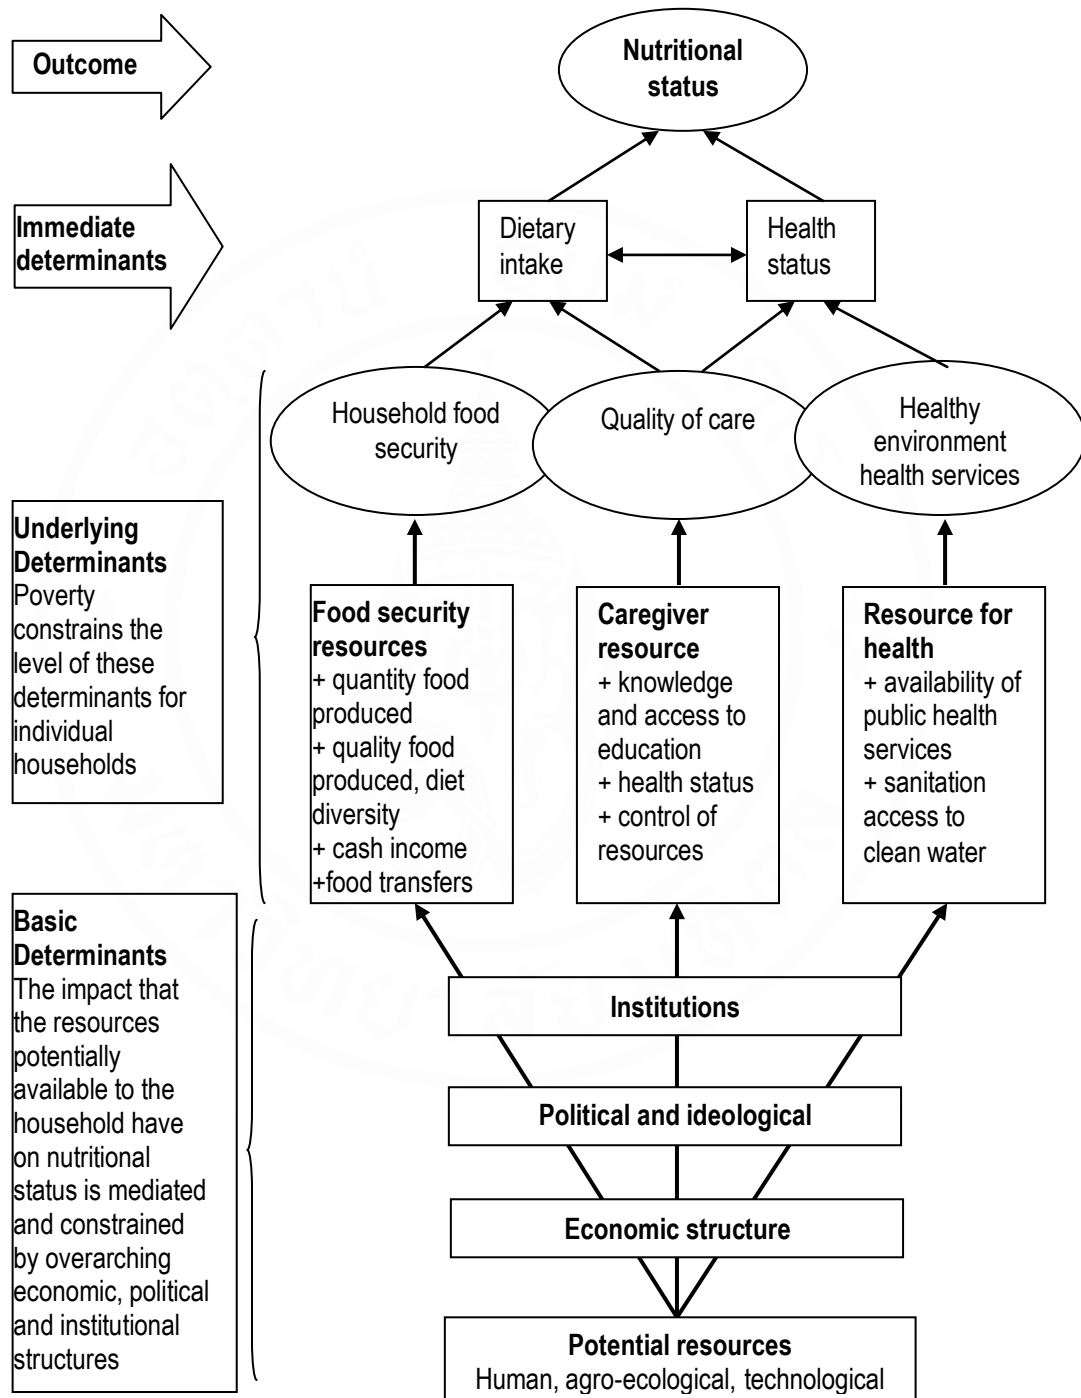 Outcome
Nutritional
status
Immediate
determinants
Dietary
intake
Health
status
Household food
security
Quality of care
Healthy
environment
health services
Underlying
Determinants
Poverty
constrains the
level of these
determinants for
individual
households
Food security
resources
+ quantity food
produced
+ quality food
produced, diet
diversity
+ cash income
+food transfers
Caregiver
resource
+ knowledge
and access to
education
+ health status
+ control of
resources
Resource for
health
+ availability of
public health
services
+ sanitation
access to
clean water
Basic
Determinants
The impact that
the resources
potentially
available to the
household have
on nutritional
status is mediated
and constrained
by overarching
economic, political
and institutional
structures
Institutions
Political and ideological
Economic structure
Potential resources
Human, agro-ecological, technological